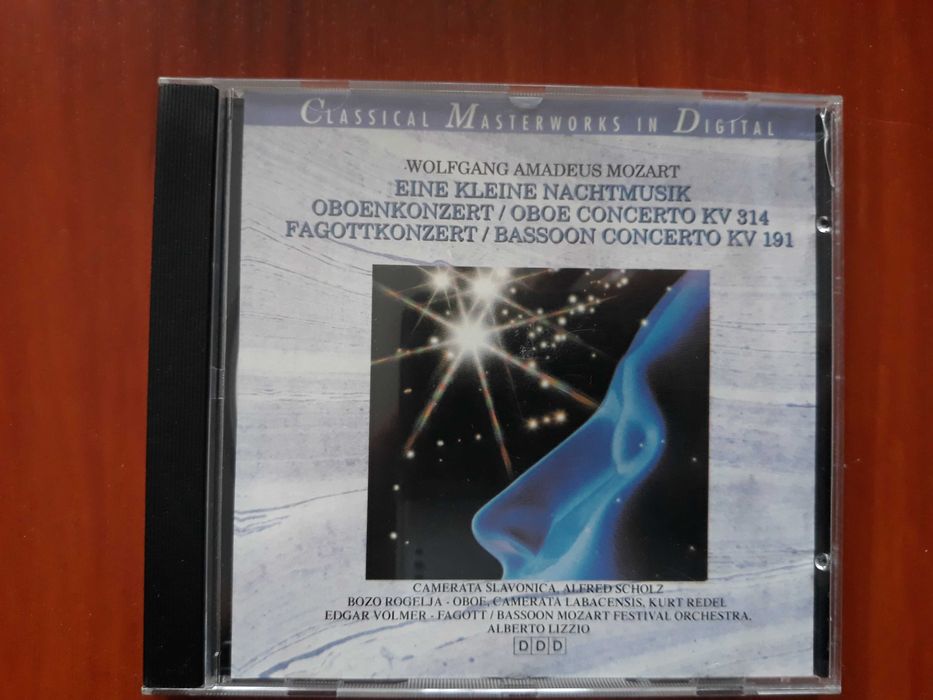 CLASSICAL MASTERWORKS IN DIGITAL
WOLFGANG AMADEUS MOZART
EINE KLEINE NACHTMUSIK
OBOENKONZERT / OBOE CONCERTO KV 314
FAGOTTKONZERT / BASSOON CONCERTO KV 191
CAMERATA SLAVONICA, ALFRED SCHOLZ
BOZO ROGELJA - OBOE, CAMERATA LABACENSIS, KURT REDEL
EDGAR VOLMER - FAGOTT / BASSOON MOZART FESTIVAL ORCHESTRA,
ALBERTO LIZZIO
DDD